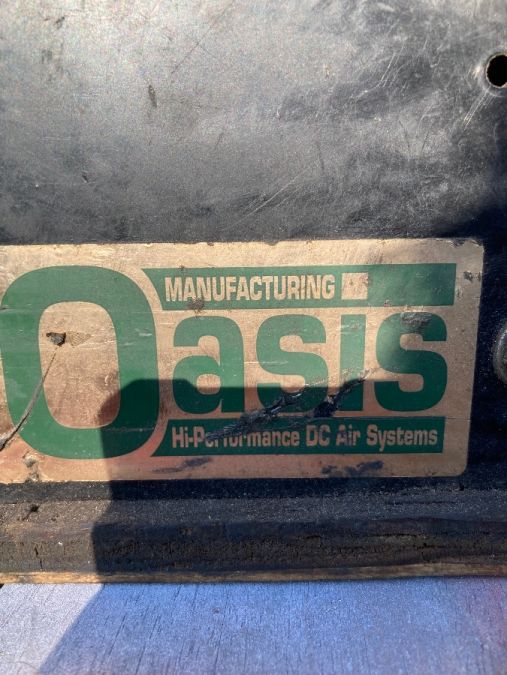 MANUFACTURING
Oasis
Hi-Performance DC Air Systems